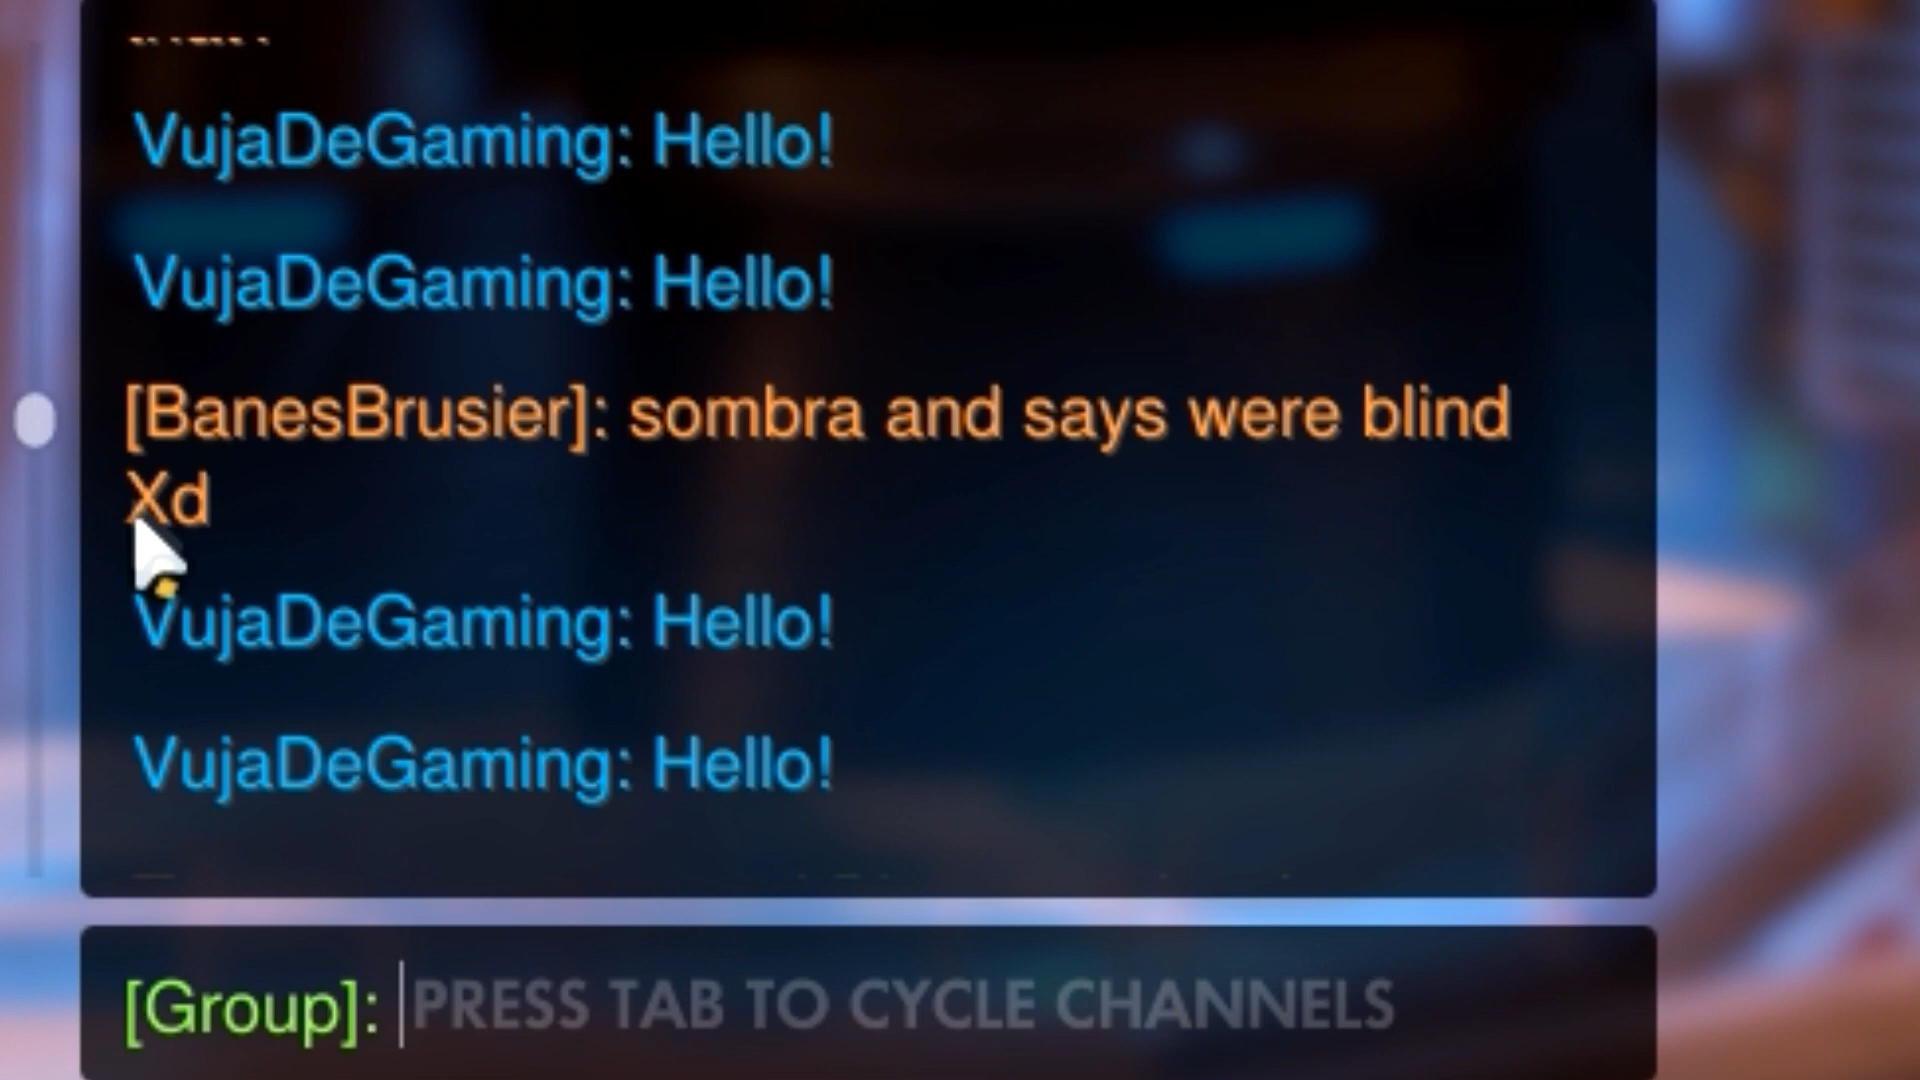 VujaDeGaming: Hello!
VujaDeGaming: Hello!
[BanesBrusier]: sombra and says were blind
Xd
VujaDeGaming: Hello!
VujaDeGaming: Hello!
[Group]: PRESS TAB TO CYCLE CHANNELS